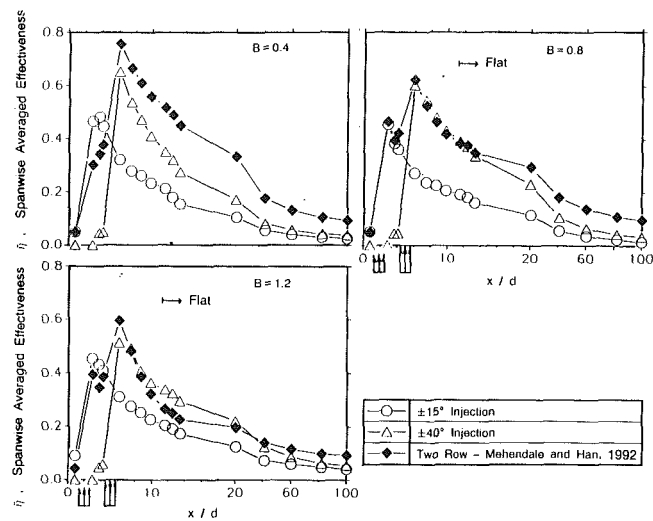 η̄ , Spanwise Averaged Effectiveness
0.8
0.6
0.4
0.2
0.0
B = 0.4
B = 0.8
Flat
0 10 20 60 100
x / d
η̄ , Spanwise Averaged Effectiveness
0.8
0.6
0.4
0.2
0.0
B = 1.2
Flat
0 10 20 60 100
x / d
±15° Injection
±40° Injection
Two Row – Mehendale and Han. 1992